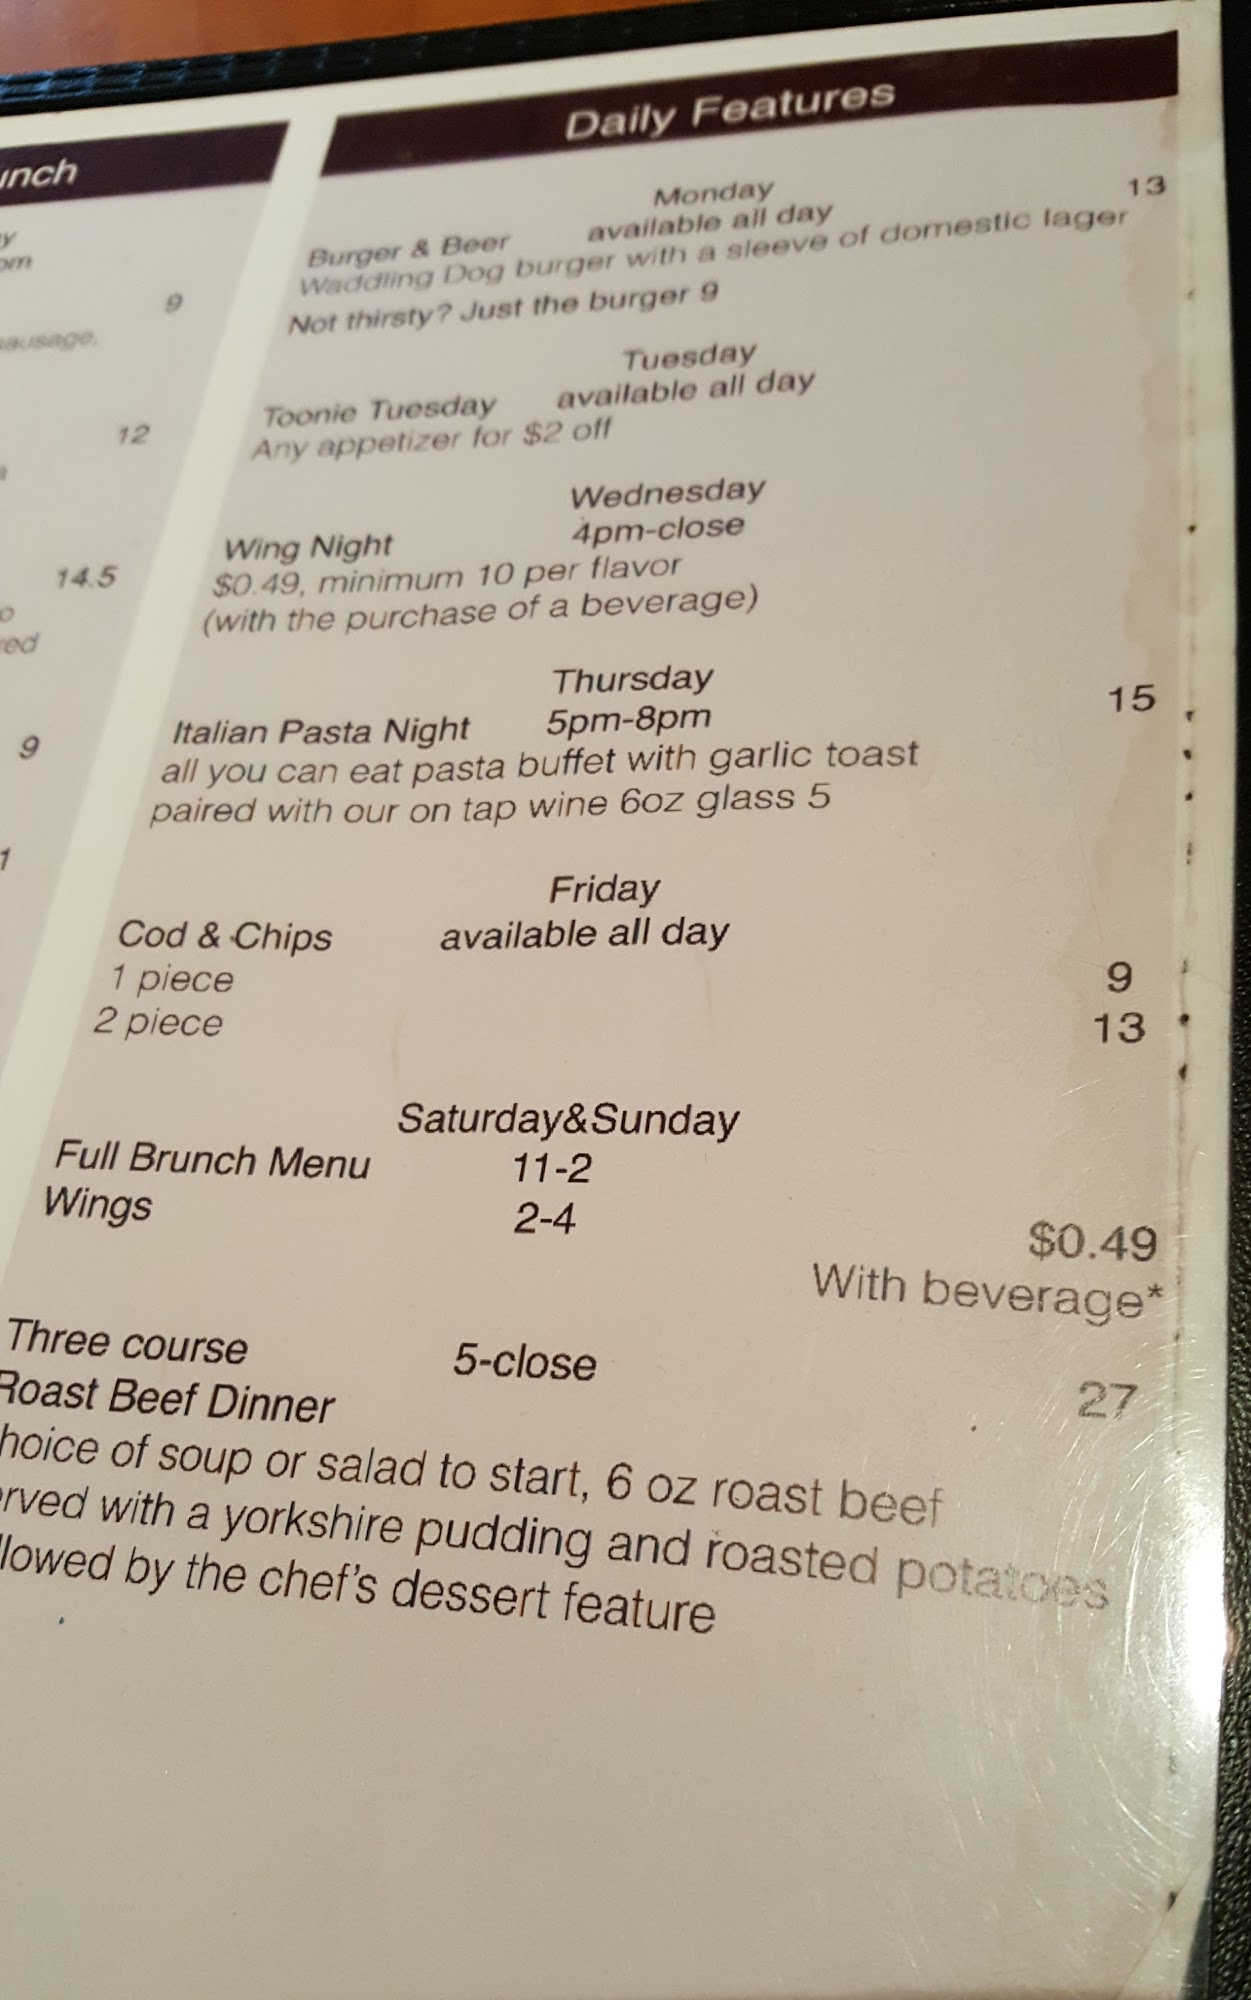 Daily Features
Monday
Burger & Beer available all day 13
Waddling Dog burger with a sleeve of domestic lager
Not thirsty? Just the burger 9
Tuesday
Toonie Tuesday available all day
Any appetizer for $2 off
Wednesday
Wing Night 4pm-close
$0.49, minimum 10 per flavor
(with the purchase of a beverage)
Thursday
Italian Pasta Night 5pm-8pm 15
all you can eat pasta buffet with garlic toast
paired with our on tap wine 6oz glass 5
Friday
Cod & Chips available all day
1 piece 9
2 piece 13
Saturday&Sunday
Full Brunch Menu 11-2
Wings 2-4 $0.49
With beverage*
Three course 5-close
Roast Beef Dinner 27
hoice of soup or salad to start, 6 oz roast beef
rved with a yorkshire pudding and roasted potatoes
llowed by the chef's dessert feature
unch
9
sausage,
12
14.5
9